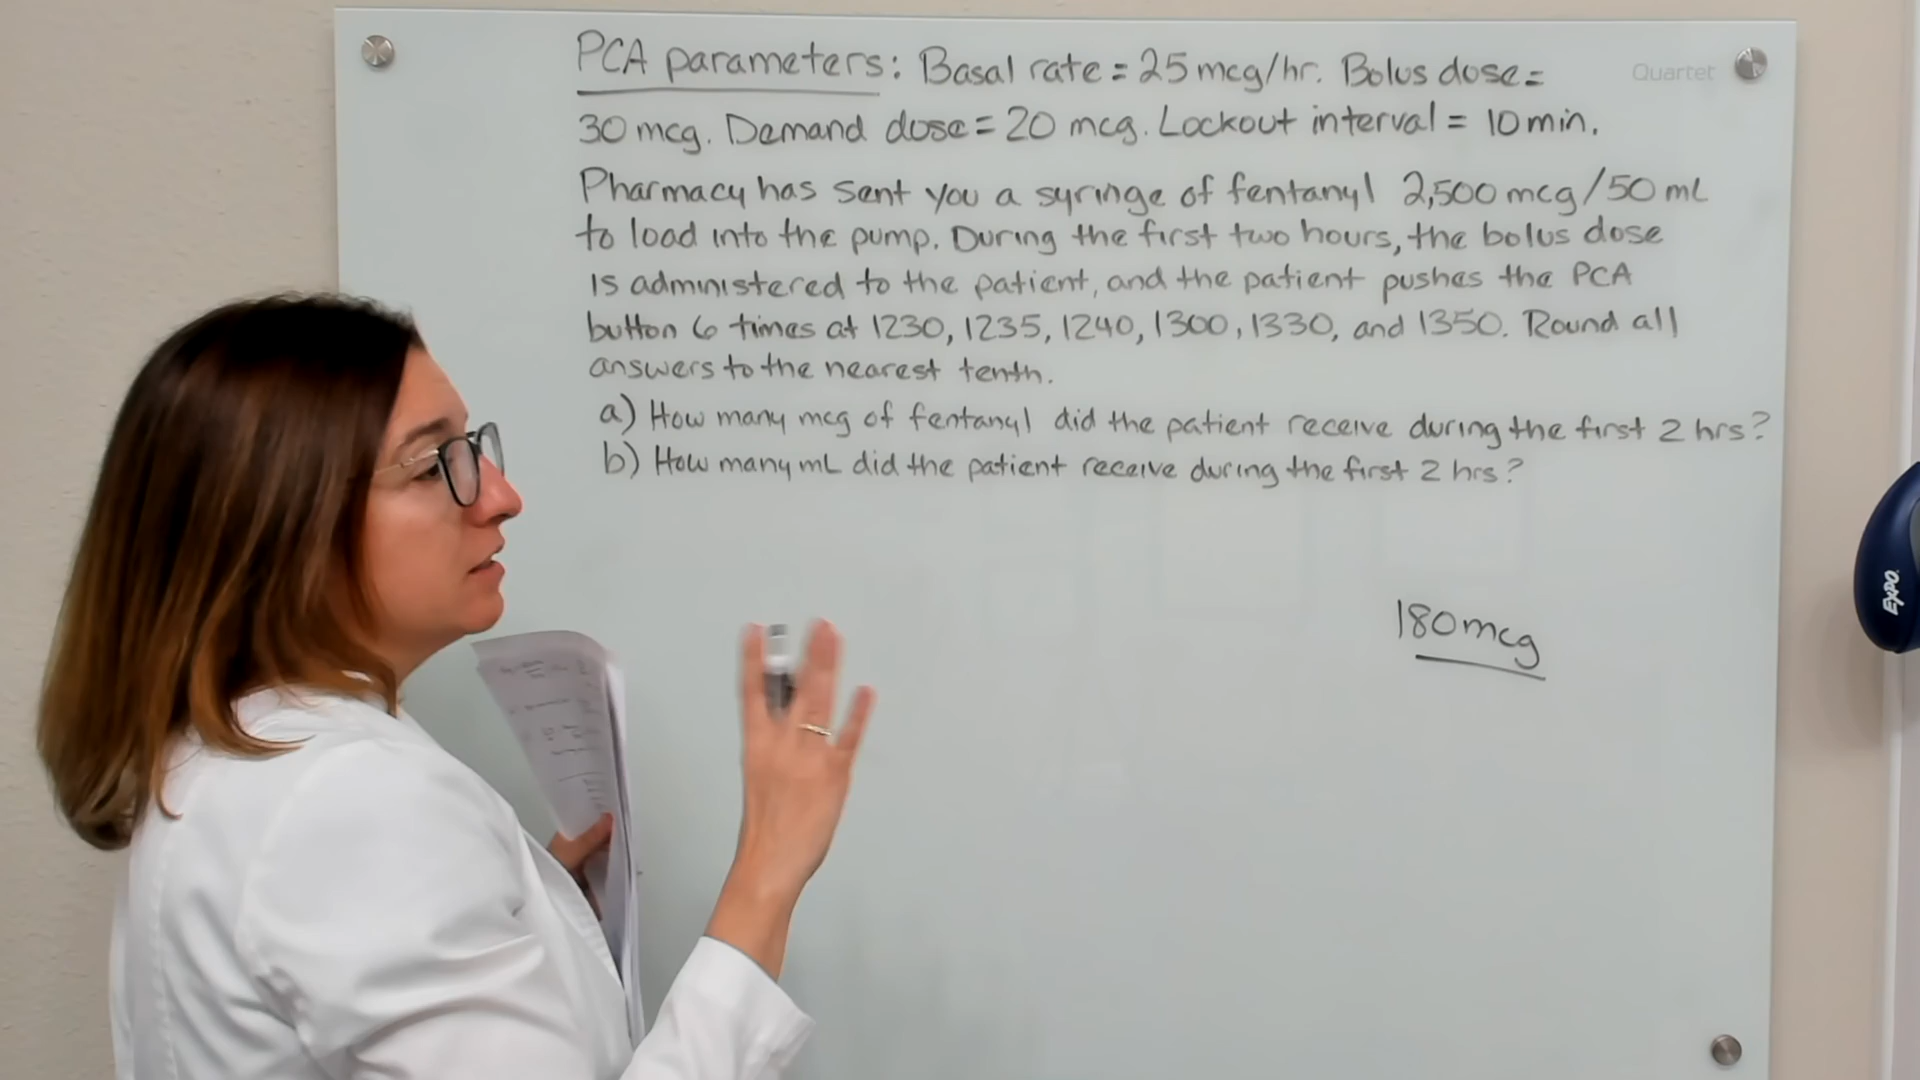 PCA parameters: Basal rate = 25 mcg/hr. Bolus dose =
Quartet
30 mcg. Demand dose = 20 mcg. Lockout interval = 10 min.
Pharmacy has sent you a syringe of fentanyl 2,500 mcg/50 mL
to load into the pump. During the first two hours, the bolus dose
is administered to the patient, and the patient pushes the PCA
button 6 times at 1230, 1235, 1240, 1300, 1330, and 1350. Round all
answers to the nearest tenth.
a) How many mcg of fentanyl did the patient receive during the first 2 hrs?
b) How many mL did the patient receive during the first 2 hrs?
180 mcg
EXPO